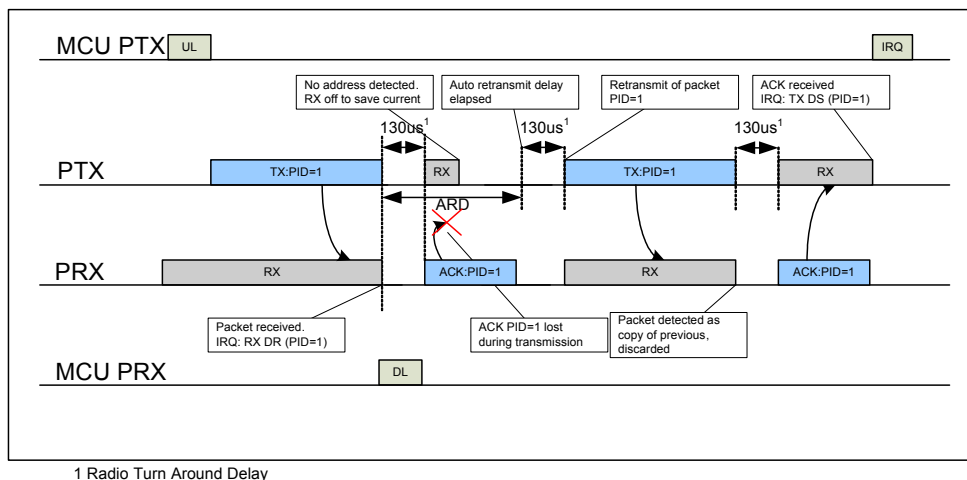 MCU PTX
UL
IRQ
No address detected.
RX off to save current
Auto retransmit delay
elapsed
Retransmit of packet
PID=1
ACK received
IRQ: TX DS (PID=1)
130us1
130us1
130us1
PTX
TX:PID=1
RX
TX:PID=1
RX
ARD
PRX
RX
ACK:PID=1
RX
ACK:PID=1
Packet received.
IRQ: RX DR (PID=1)
ACK PID=1 lost
during transmission
Packet detected as
copy of previous,
discarded
MCU PRX
DL
1 Radio Turn Around Delay